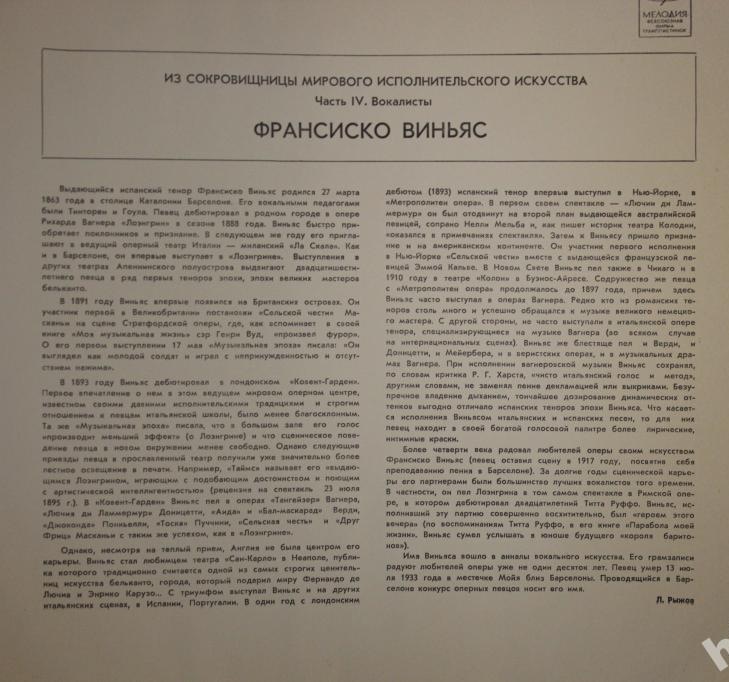 МЕЛОДИЯ
ВСЕСОЮЗНАЯ
ФИРМА
ГРАМПЛАСТИНОК
ИЗ СОКРОВИЩНИЦЫ МИРОВОГО ИСПОЛНИТЕЛЬСКОГО ИСКУССТВА
Часть IV. Вокалисты
ФРАНСИСКО ВИНЬЯС
Выдающийся испанский тенор Франсиско Виньяс родился 27 марта
1863 года в столице Каталонии Барселоне. Его вокальными педагогами
были Тинторен и Гоула. Певец дебютировал в родном городе в опере
Рихарда Вагнера «Лоэнгрин» в сезоне 1888 года. Виньяс быстро при-
обретает поклонников и признание. В следующем же году его пригла-
шают в ведущий оперный театр Италии — миланский «Ла Скала». Как
и в Барселоне, он впервые выступает в «Лоэнгрине». Выступления в
других театрах Апеннинского полуострова выдвигают двадцатишести-
летнего певца в ряд первых теноров эпохи, эпохи великих мастеров
бельканто.
В 1891 году Виньяс впервые появился на Британских островах. Он
участник первой в Великобритании постановки «Сельской чести» Ма-
сканьи на сцене Стратфордской оперы, где, как вспоминает в своей
книге «Моя музыкальная жизнь» сэр Генри Вуд, «произвел фурор».
О его первом выступлении 17 мая «Музыкальная эпоха» писала: «Он
выглядел как молодой солдат и играл с непринужденностью и отсут-
ствием нажима».
В 1893 году Виньяс дебютировал в лондонском «Ковент-Гарден».
Первое впечатление о нем в этом ведущем мировом оперном центре,
известном своими давними исполнительскими традициями и строгим
отношением к певцам итальянской школы, было менее благосклонным.
Та же «Музыкальная эпоха» писала, что в большом зале его голос
«производит меньший эффект» (о Лоэнгрине) и что сценическое пове-
дение певца в новом окружении менее свободно. Однако следующие
приезды певца в прославленный театр получили уже значительно более
лестное освещение в печати. Например, «Таймс» называет его «выдаю-
щимся Лоэнгрином, играющим с подобающим достоинством и поющим
с артистической интеллигентностью» (рецензия на спектакль 23 июля
1895 г.). В «Ковент-Гарден» Виньяс пел в операх «Тангейзер» Вагнера,
«Лючия ди Ламмермур» Доницетти, «Аида» и «Бал-маскарад» Верди,
«Джоконда» Понкьелли, «Тоска» Пуччини, «Сельская честь» и «Друг
Фриц» Масканьи с таким же успехом, как в «Лоэнгрине».
Однако, несмотря на теплый прием, Англия не была центром его
карьеры. Виньяс стал любимцем театра «Сан-Карло» в Неаполе, публи-
ка которого традиционно считается одной из самых строгих ценитель-
ниц искусства бельканто, города, который подарил миру Фернандо де
Лючиа и Энрико Карузо... С триумфом выступал Виньяс и на других
итальянских сценах, в Испании, Португалии. В один год с лондонским
дебютом (1893) испанский тенор впервые выступил в Нью-Йорке, в
«Метрополитен опера». В первом своем спектакле — «Лючии ди Лам-
мермур» он был отодвинут на второй план выдающейся австралийской
певицей, сопрано Нелли Мельба и, как пишет историк театра Колодин,
«оказался в примечаниях спектакля». Затем к Виньясу пришло призна-
ние и на американском континенте. Он участник первого исполнения
в Нью-Йорке «Сельской чести» вместе с выдающейся французской пе-
вицей Эммой Кальве. В Новом Свете Виньяс пел также в Чикаго и в
1910 году в театре «Колон» в Буэнос-Айресе. Содружество же певца
с «Метрополитен опера» продолжалось до 1897 года, причем здесь
Виньяс часто выступал в операх Вагнера. Редко кто из романских те-
норов столь много и успешно обращался к музыке великого немецко-
го мастера. С другой стороны, не часто выступали в итальянской опере
тенора, специализирующиеся на музыке Вагнера (во всяком случае
на интернациональных сценах). Виньяс же блестяще пел и Верди, и
Доницетти, и Мейербера, и в веристских операх, и в музыкальных дра-
мах Вагнера. При исполнении вагнеровской музыки Виньяс сохранял,
по словам критика Р. Г. Харста, «чисто итальянский голос и метод»,
другими словами, не заменял пение декламацией или выкриками. Безу-
пречное владение дыханием, тончайшее дозирование динамических от-
тенков выгодно отличало испанских теноров эпохи Виньяса. Что касает-
ся исполнения Виньясом итальянских и испанских песен, то для них
певец находит в своей богатой голосовой палитре более лирические,
интимные краски.
Более четверти века радовал любителей оперы своим искусством
Франсиско Виньяс (певец оставил сцену в 1917 году, посвятив себя
преподаванию пения в Барселоне). За долгие годы сценической карье-
ры его партнерами были большинство лучших вокалистов того времени.
В частности, он пел Лоэнгрина в том самом спектакле в Римской опе-
ре, в котором дебютировал двадцатилетний Титта Руффо. Виньяс, ис-
полнивший эту партию совершенно восхитительно, был «героем этого
вечера» (по воспоминаниям Титта Руффо, в его книге «Парабола моей
жизни». Виньяс сумел услышать в юноше будущего «короля барито-
нов»).
Имя Виньяса вошло в анналы вокального искусства. Его грамзаписи
радуют любителей оперы уже не один десяток лет. Певец умер 13 ию-
ля 1933 года в местечке Мойя близ Барселоны. Проводящийся в Бар-
селоне конкурс оперных певцов носит его имя.
Л. Рыжов